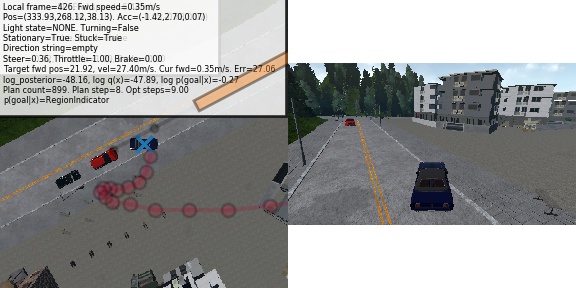 Local frame=426. Fwd speed=0.35m/s
Pos=(333.93,268.12,38.13). Acc=(-1.42,2.70,0.07)
Light state=NONE. Turning=False
Stationary=True. Stuck=True
Direction string=empty
Steer=0.36, Throttle=1.00, Brake=0.00
Target fwd pos=21.92, vel=27.40m/s. Cur fwd=0.35m/s. Err=27.06
log_posterior=-48.16, log q(x)=-47.89, log p(goal|x)=-0.27
Plan count=899. Plan step=8. Opt steps=9.00
p(goal|x)=RegionIndicator